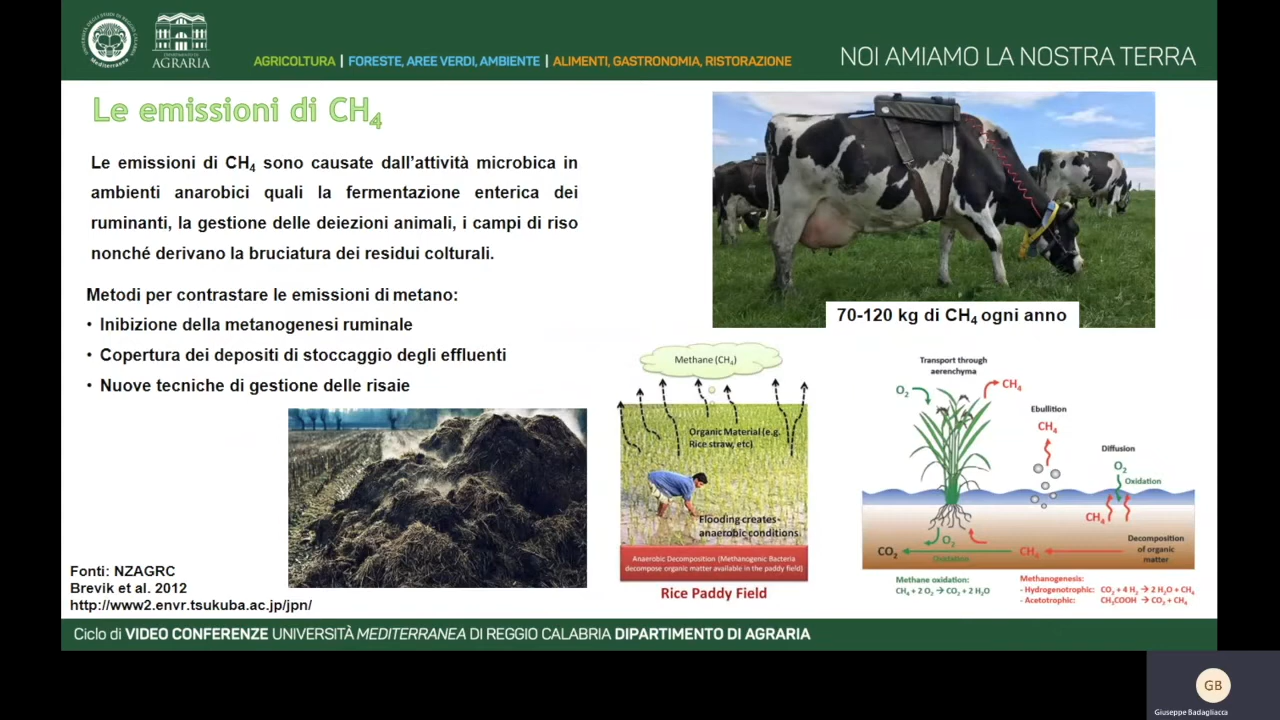 AGRARIA
AGRICOLTURA | FORESTE, AREE VERDI, AMBIENTE | ALIMENTI, GASTRONOMIA, RISTORAZIONE
NOI AMIAMO LA NOSTRA TERRA
Le emissioni di CH₄
Le emissioni di CH₄ sono causate dall'attività microbica in
ambienti anarobici quali la fermentazione enterica dei
ruminanti, la gestione delle deiezioni animali, i campi di riso
nonché derivano la bruciatura dei residui colturali.
Metodi per contrastare le emissioni di metano:
• Inibizione della metanogenesi ruminale
• Copertura dei depositi di stoccaggio degli effluenti
• Nuove tecniche di gestione delle risaie
70-120 kg di CH₄ ogni anno
Methane (CH₄)
Organic Material (e.g.
Rice straw, etc)
Flooding creates
anaerobic conditions
Anaerobic Decomposition (Methanogenic Bacteria
decompose organic matter available in the paddy field)
Rice Paddy Field
Transport through
aerenchyma
O₂
CH₄
Ebullition
CH₄
Diffusion
O₂
Oxidation
CH₄
O₂
Oxidation
CO₂
CH₄
Decomposition
of organic
matter
Methane oxidation:
CH₄ + 2 O₂ → CO₂ + 2 H₂O
Methanogenesis:
- Hydrogenotrophic: CO₂ + 4 H₂ → 2 H₂O + CH₄
- Acetotrophic: CH₃COOH → CO₂ + CH₄
Fonti: NZAGRC
Brevik et al. 2012
http://www2.envr.tsukuba.ac.jp/jpn/
Ciclo di VIDEO CONFERENZE UNIVERSITÀ MEDITERRANEA DI REGGIO CALABRIA DIPARTIMENTO DI AGRARIA
GB
Giuseppe Badagliacca